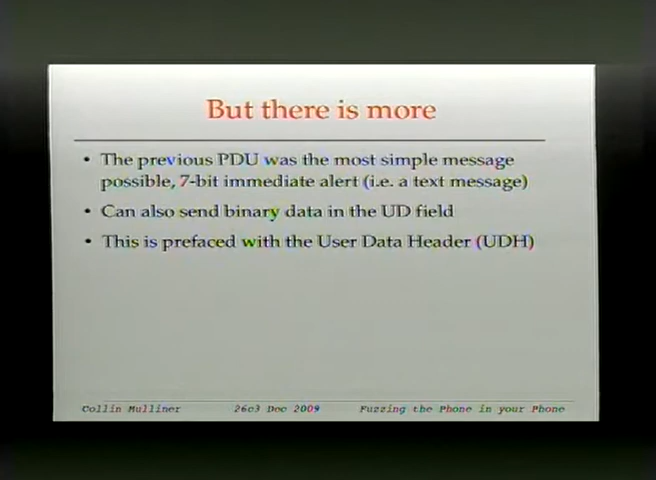 But there is more
• The previous PDU was the most simple message
possible, 7-bit immediate alert (i.e. a text message)
• Can also send binary data in the UD field
• This is prefaced with the User Data Header (UDH)
Collin Mulliner 26c3 Dec 2009 Fuzzing the Phone in your Phone